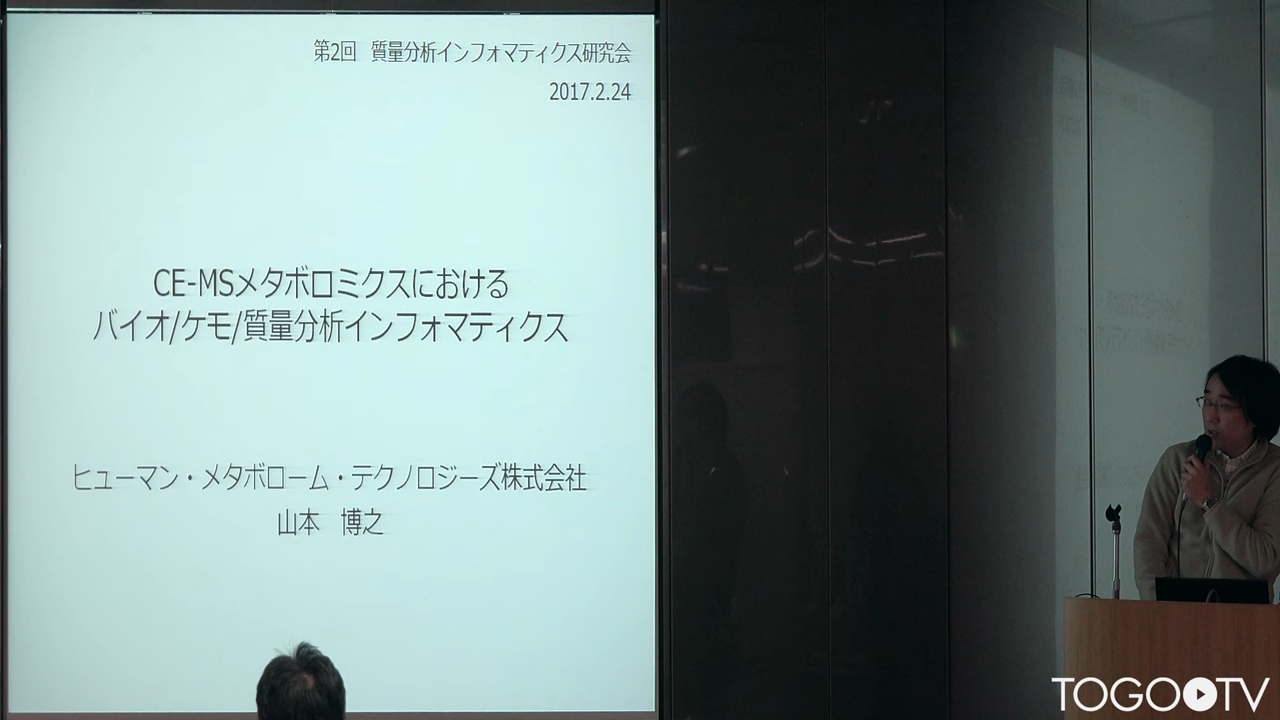 第2回 質量分析インフォマティクス研究会
2017.2.24
CE-MSメタボロミクスにおける
バイオ/ケモ/質量分析インフォマティクス
ヒューマン・メタボローム・テクノロジーズ株式会社
山本 博之
TOGO TV